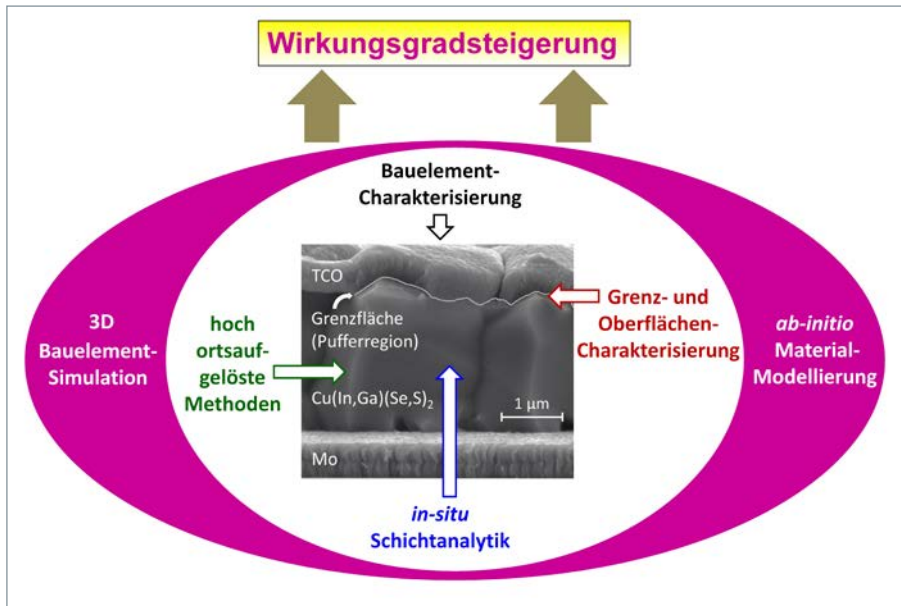 Wirkungsgradsteigerung
Bauelement-
Charakterisierung
3D
Bauelement-
Simulation
hoch
ortsauf-
gelöste
Methoden
TCO
Grenzfläche
(Pufferregion)
Cu(In,Ga)(Se,S)₂
1 µm
Mo
Grenz- und
Oberflächen-
Charakterisierung
ab-initio
Material-
Modellierung
in-situ
Schichtanalytik